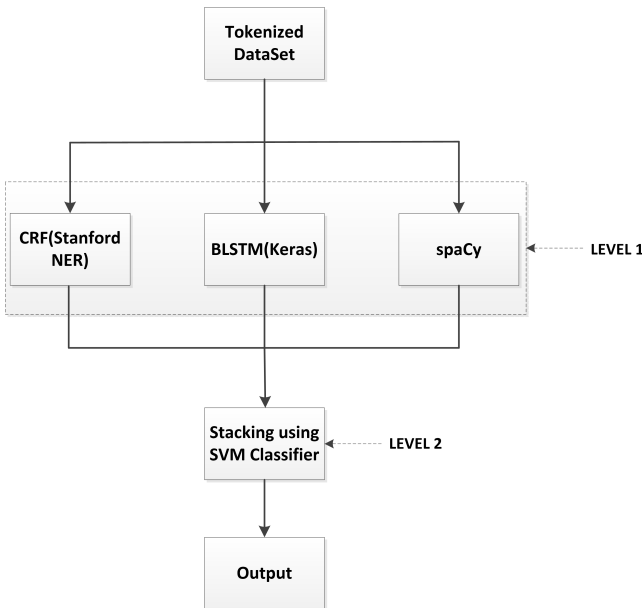 Tokenized
DataSet
CRF(Stanford
NER)
BLSTM(Keras)
spaCy
LEVEL 1
Stacking using
SVM Classifier
LEVEL 2
Output